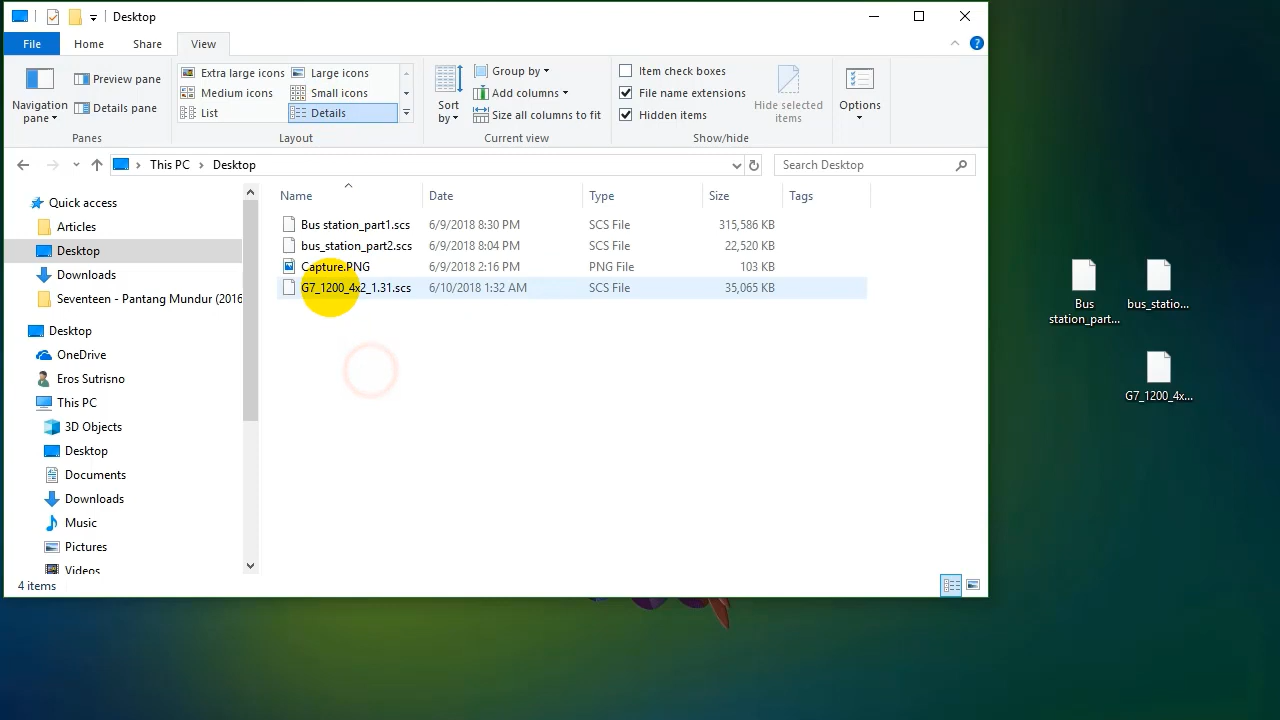 Desktop
File Home Share View
Navigation pane
Preview pane
Details pane
Panes
Extra large icons Large icons
Medium icons Small icons
List Details
Layout
Sort by
Group by
Add columns
Size all columns to fit
Current view
Item check boxes
File name extensions
Hidden items
Hide selected items
Show/hide
Options
This PC Desktop
Search Desktop
Name Date Type Size Tags
Bus station_part1.scs 6/9/2018 8:30 PM SCS File 315,586 KB
bus_station_part2.scs 6/9/2018 8:04 PM SCS File 22,520 KB
Capture.PNG 6/9/2018 2:16 PM PNG File 103 KB
G7_1200_4x2_1.31.scs 6/10/2018 1:32 AM SCS File 35,065 KB
Quick access
Articles
Desktop
Downloads
Seventeen - Pantang Mundur (2016
Desktop
OneDrive
Eros Sutrisno
This PC
3D Objects
Desktop
Documents
Downloads
Music
Pictures
Videos
4 items
Bus
station_part...
bus_statio...
G7_1200_4x...